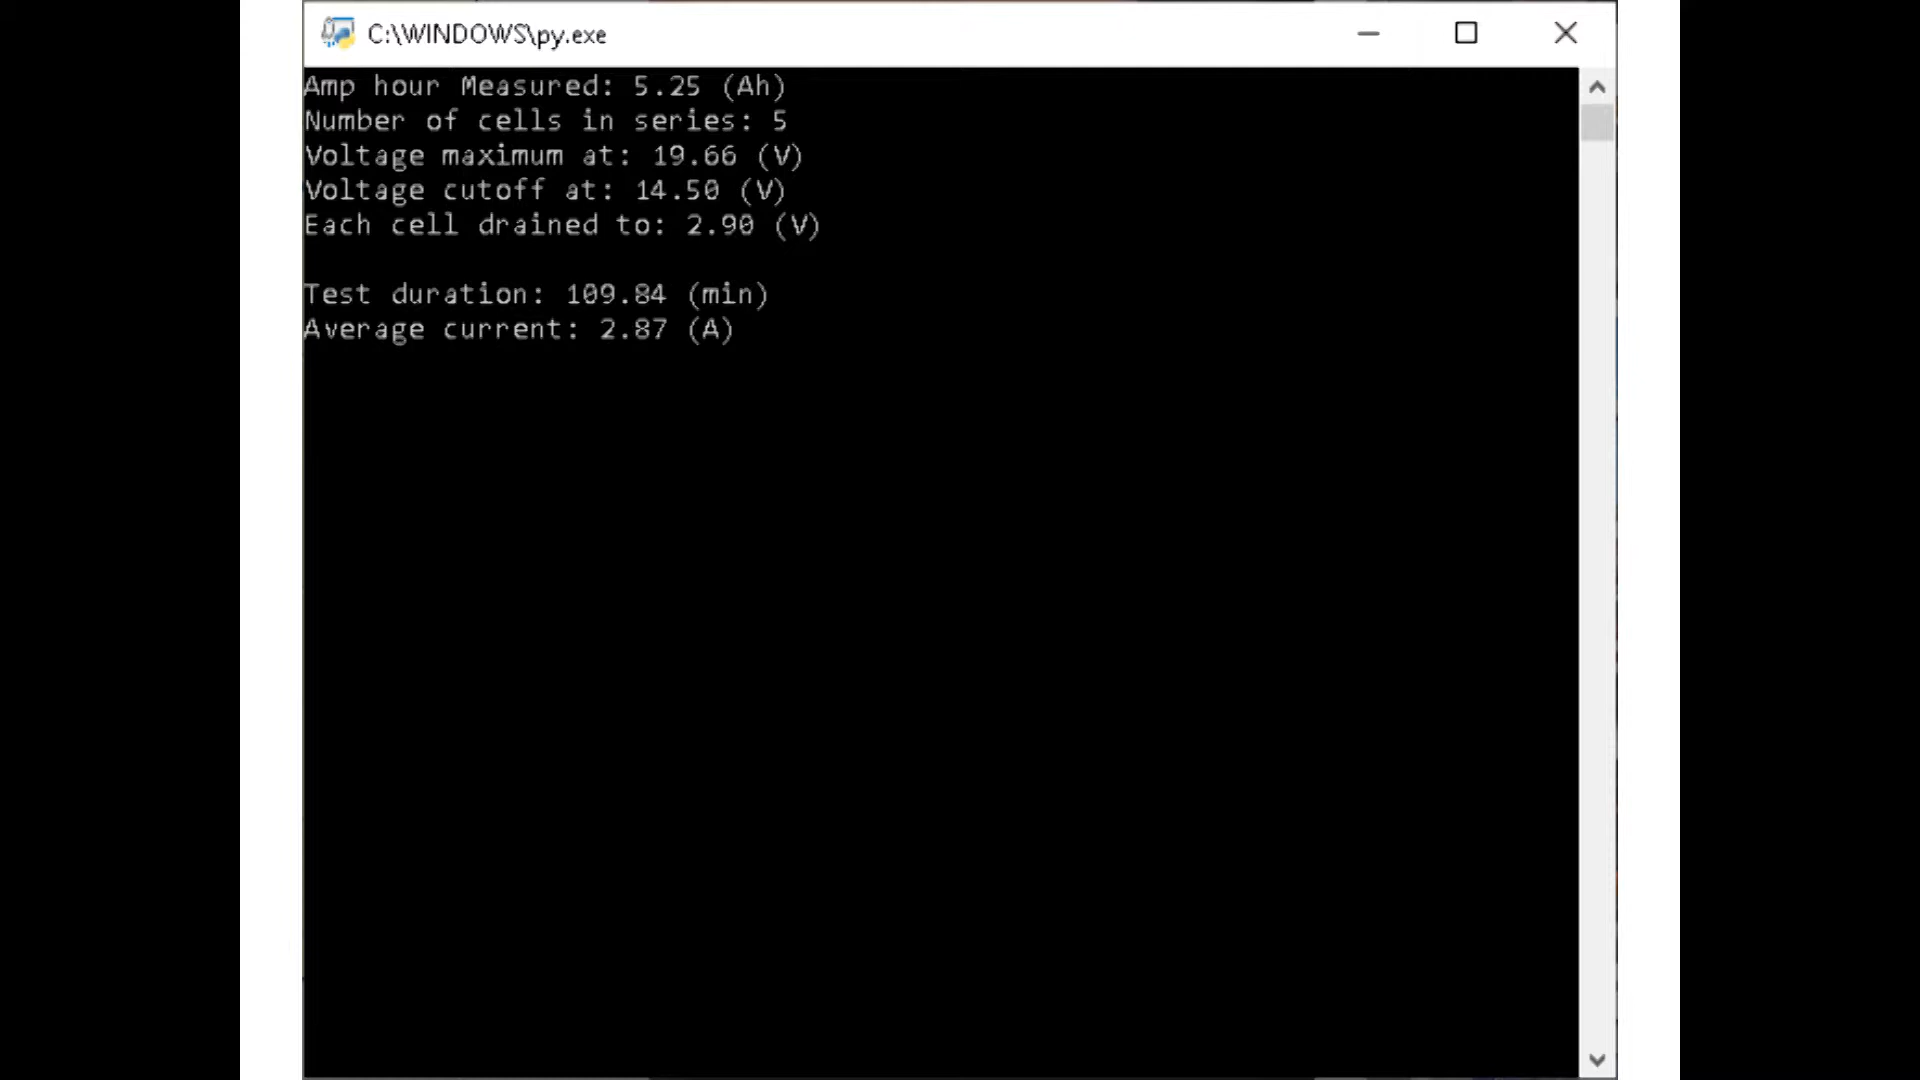 C:\WINDOWS\py.exe
Amp hour Measured: 5.25 (Ah)
Number of cells in series: 5
Voltage maximum at: 19.66 (V)
Voltage cutoff at: 14.50 (V)
Each cell drained to: 2.90 (V)
Test duration: 109.84 (min)
Average current: 2.87 (A)